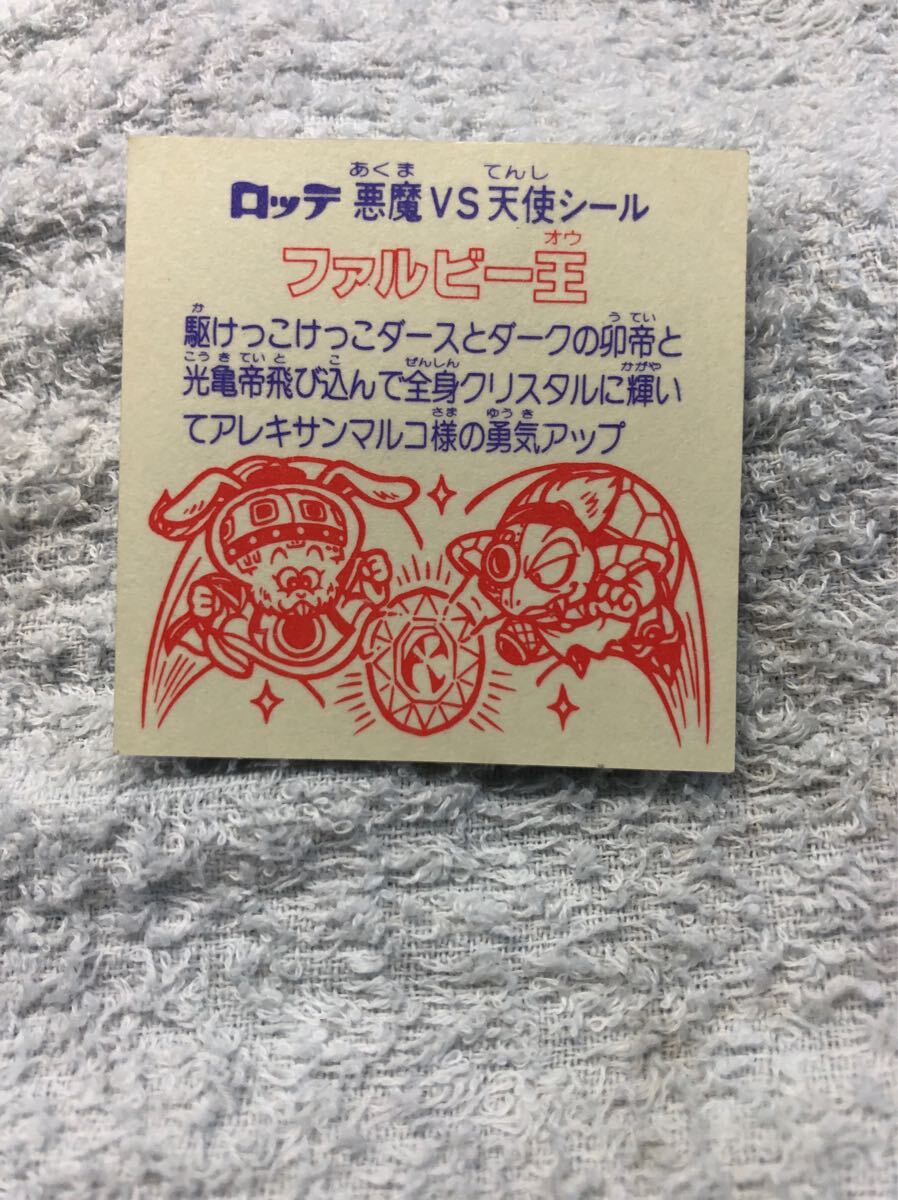 ロッテ 悪魔VS天使シール
ファルビー王
駆けっこけっこダースとダークの卯帝と
光亀帝飛び込んで全身クリスタルに輝い
てアレキサンマルコ様の勇気アップ